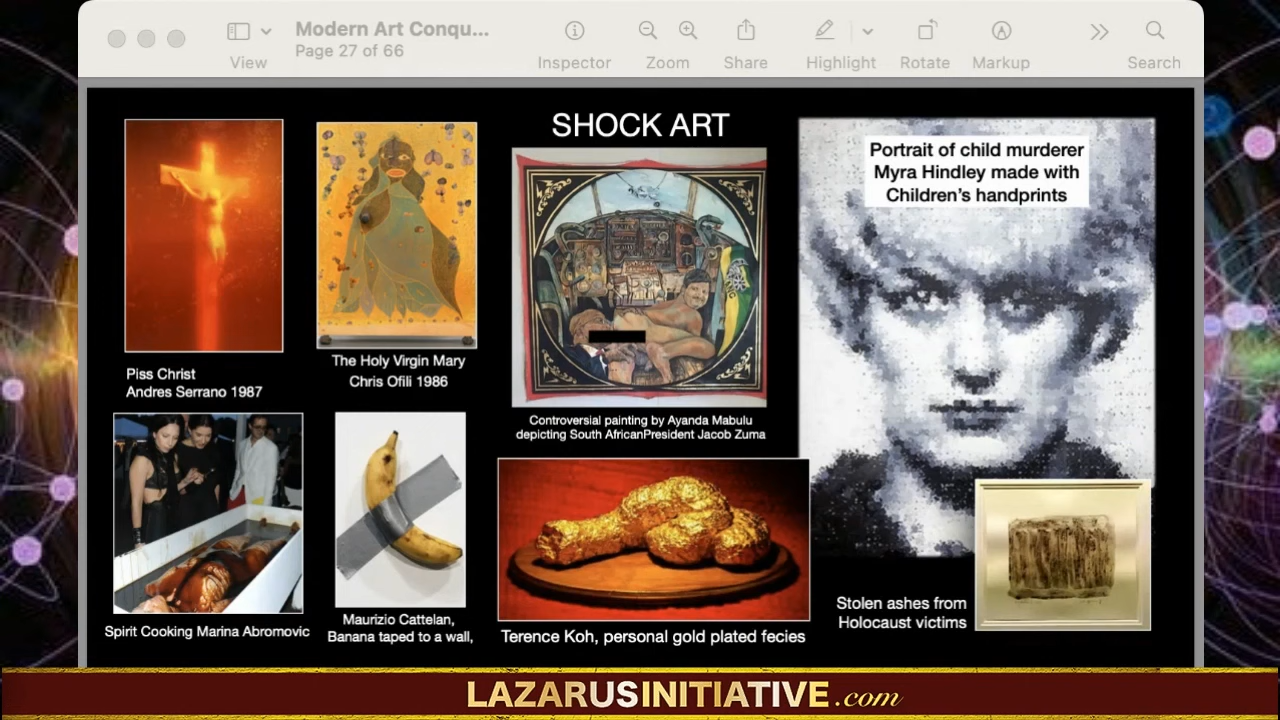 Modern Art Conqu...
Page 27 of 66
View
Inspector
Zoom
Share
Highlight
Rotate
Markup
Search
SHOCK ART
Portrait of child murderer
Myra Hindley made with
Children's handprints
Piss Christ
Andres Serrano 1987
The Holy Virgin Mary
Chris Ofili 1986
Controversial painting by Ayanda Mabulu
depicting South AfricanPresident Jacob Zuma
Spirit Cooking Marina Abromovic
Maurizio Cattelan,
Banana taped to a wall,
Terence Koh, personal gold plated fecies
Stolen ashes from
Holocaust victims
LAZARUSINITIATIVE.com